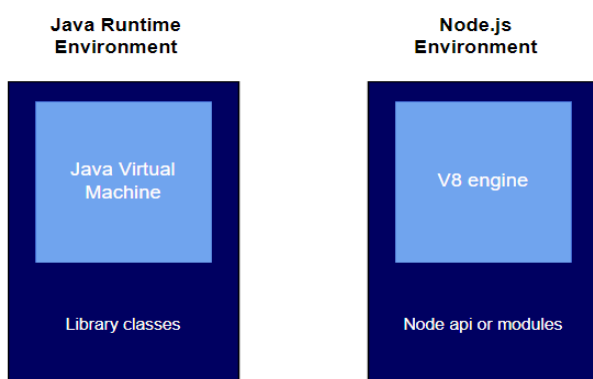 Java Runtime
Environment
Java Virtual
Machine
Library classes
Node.js
Environment
V8 engine
Node api or modules